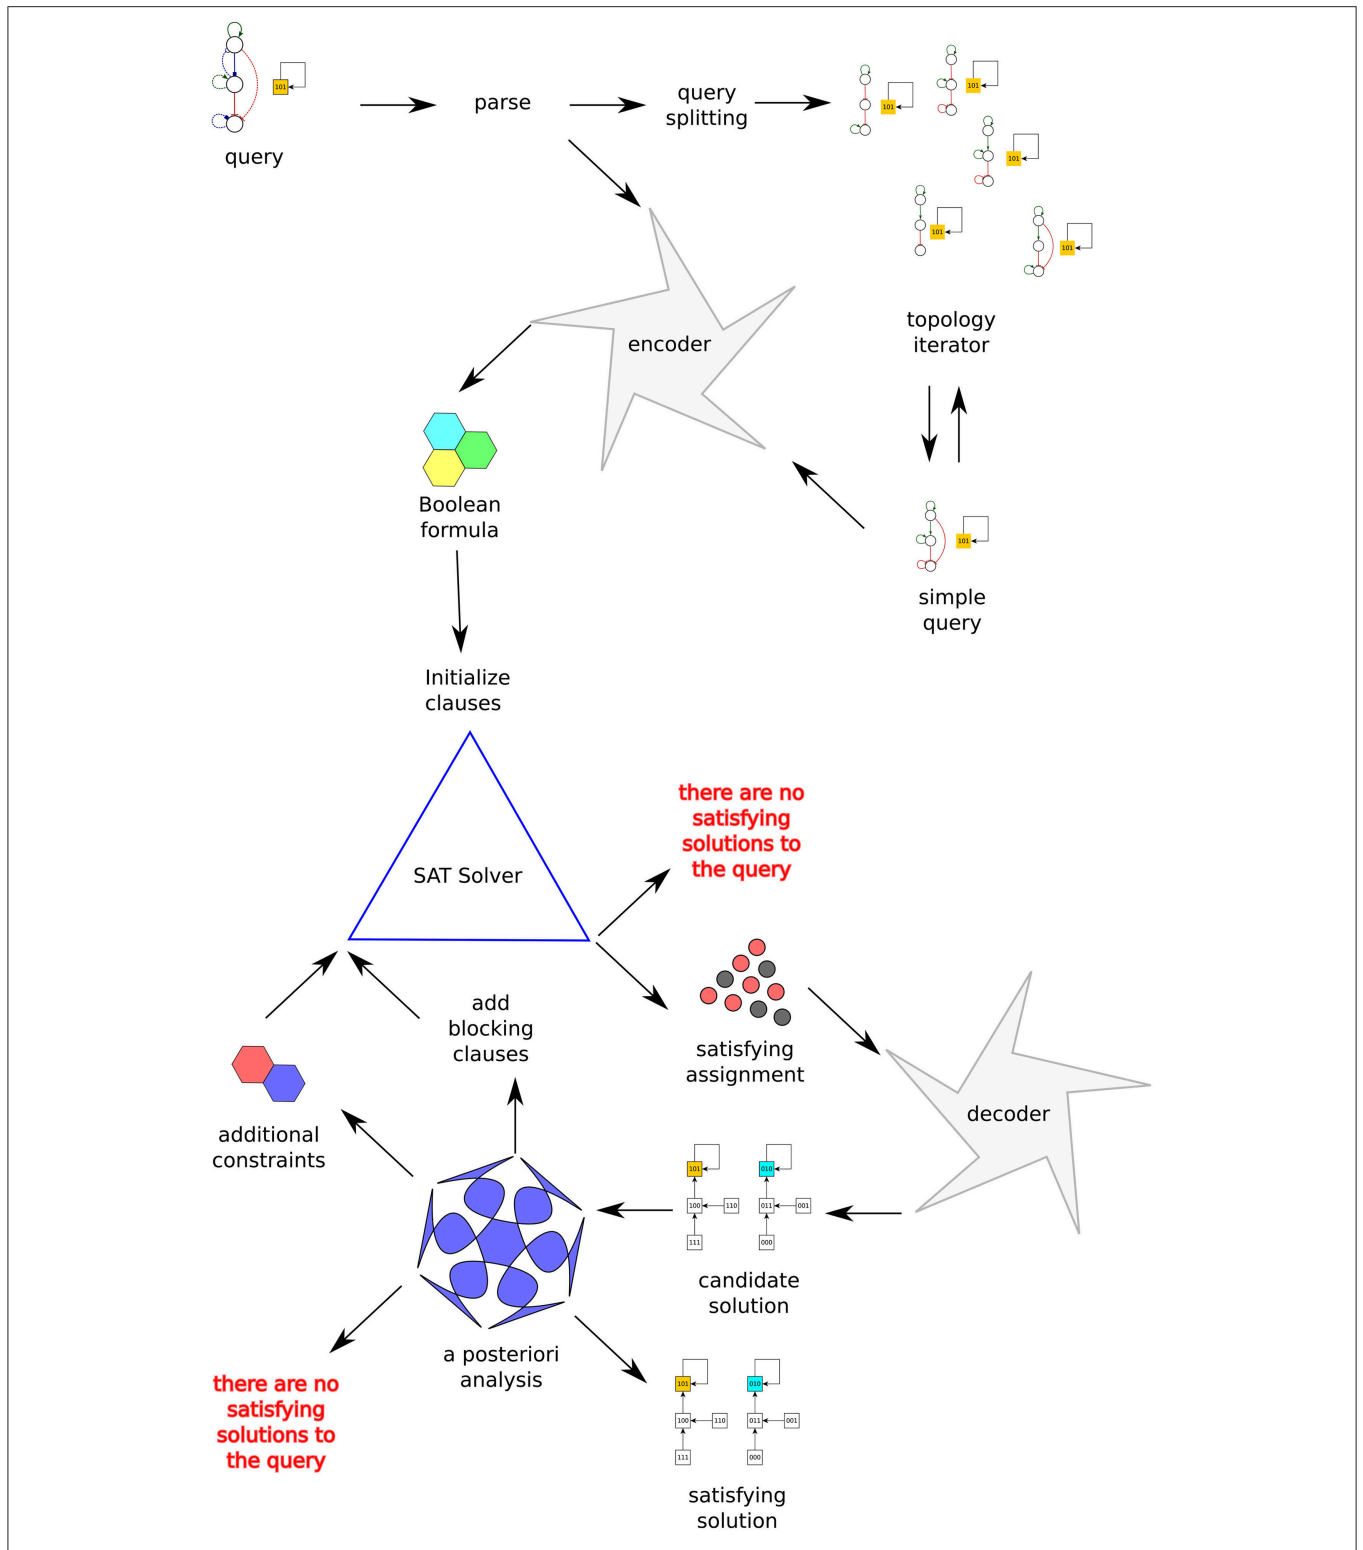 101
query
parse
query
splitting
101
101
101
101
101
topology
iterator
encoder
Boolean
formula
101
simple
query
Initialize
clauses
SAT Solver
there are no
satisfying
solutions to
the query
add
blocking
clauses
satisfying
assignment
decoder
additional
constraints
101
010
100
110
011
001
111
000
candidate
solution
a posteriori
analysis
there are no
satisfying
solutions to
the query
101
010
100
110
011
001
111
000
satisfying
solution